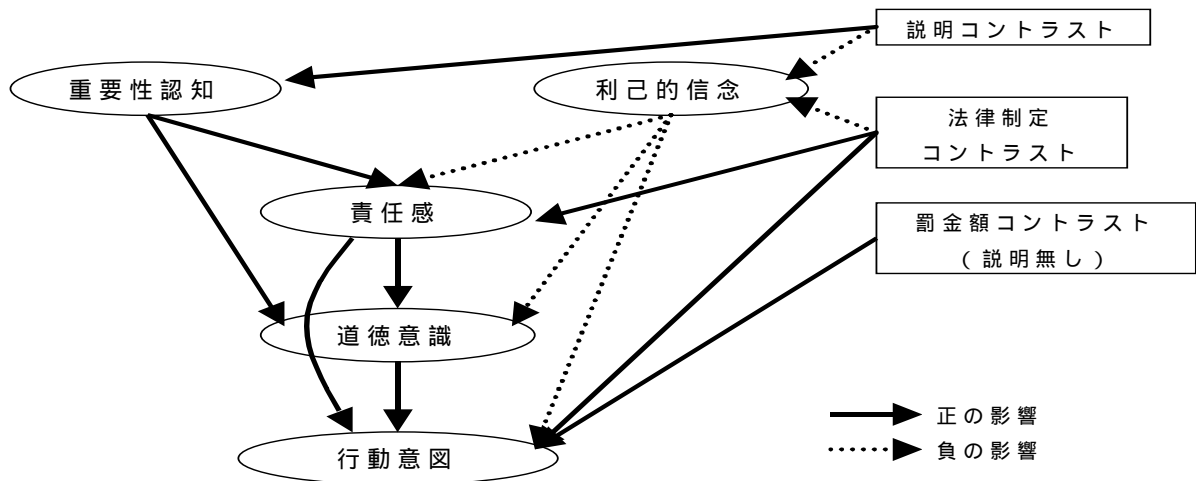 説明コントラスト
重要性認知
利己的信念
法律制定
コントラスト
責任感
罰金額コントラスト
(説明無し)
道徳意識
正の影響
負の影響
行動意図